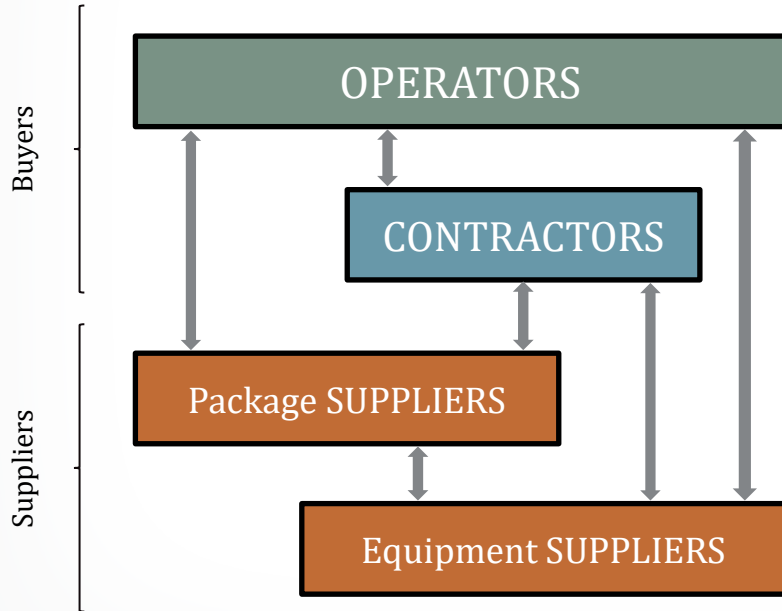 Buyers
OPERATORS
CONTRACTORS
Suppliers
Package SUPPLIERS
Equipment SUPPLIERS